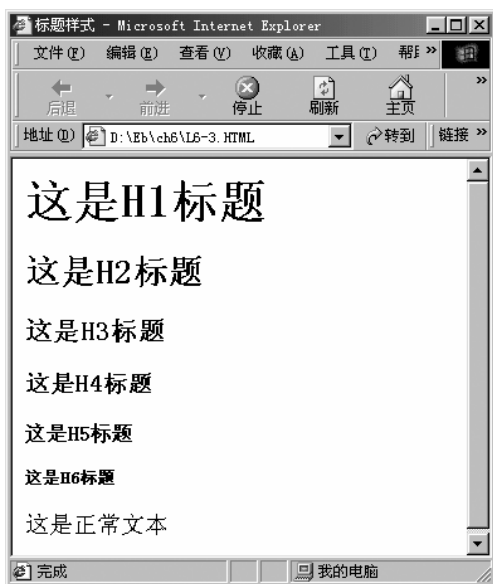 标题样式 - Microsoft Internet Explorer
文件(F) 编辑(E) 查看(V) 收藏(A) 工具(T) 帮助 »
后退 前进 停止 刷新 主页 »
地址(D) D:\Eb\ch6\L6-3.HTML 转到 链接 »
这是H1标题
这是H2标题
这是H3标题
这是H4标题
这是H5标题
这是H6标题
这是正常文本
完成 我的电脑